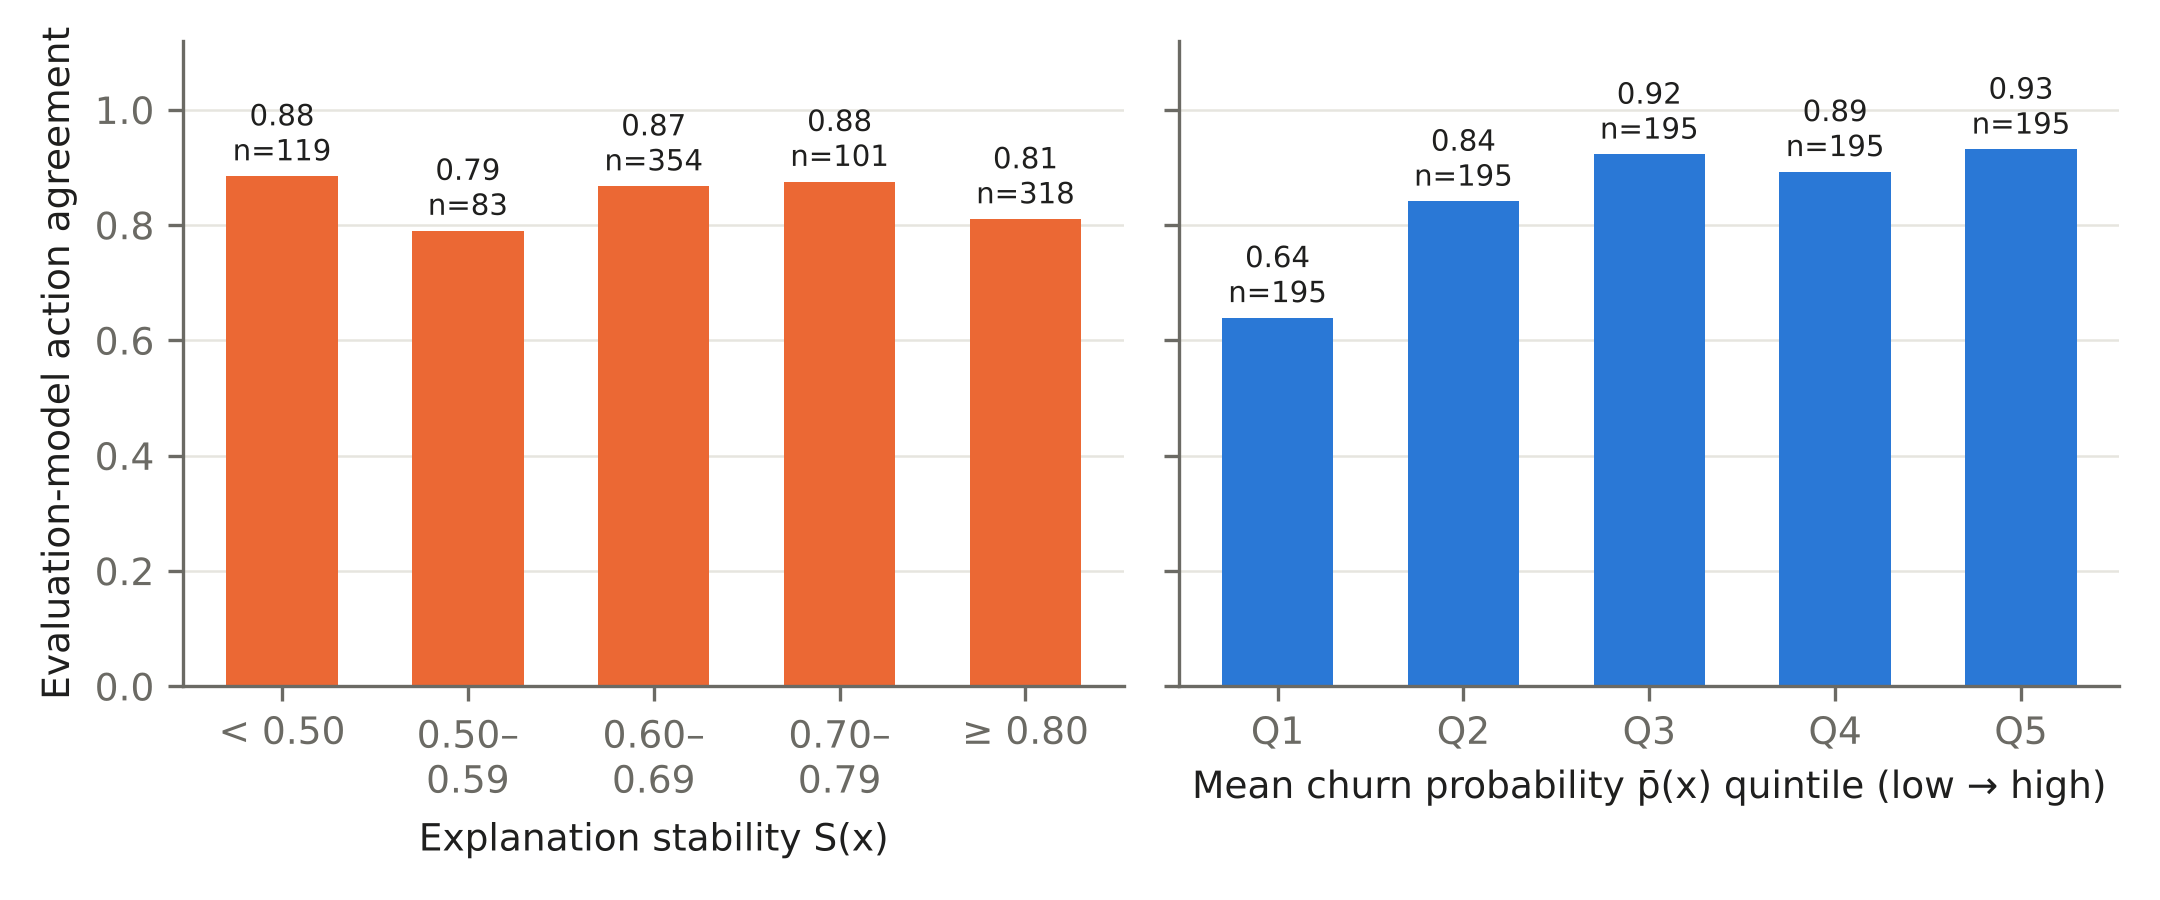 Evaluation-model action agreement
1.0
0.8
0.6
0.4
0.2
0.0
0.88
n=119
0.79
n=83
0.87
n=354
0.88
n=101
0.81
n=318
< 0.50
0.50–
0.59
0.60–
0.69
0.70–
0.79
≥ 0.80
Explanation stability S(x)
0.64
n=195
0.84
n=195
0.92
n=195
0.89
n=195
0.93
n=195
Q1
Q2
Q3
Q4
Q5
Mean churn probability p̄(x) quintile (low → high)